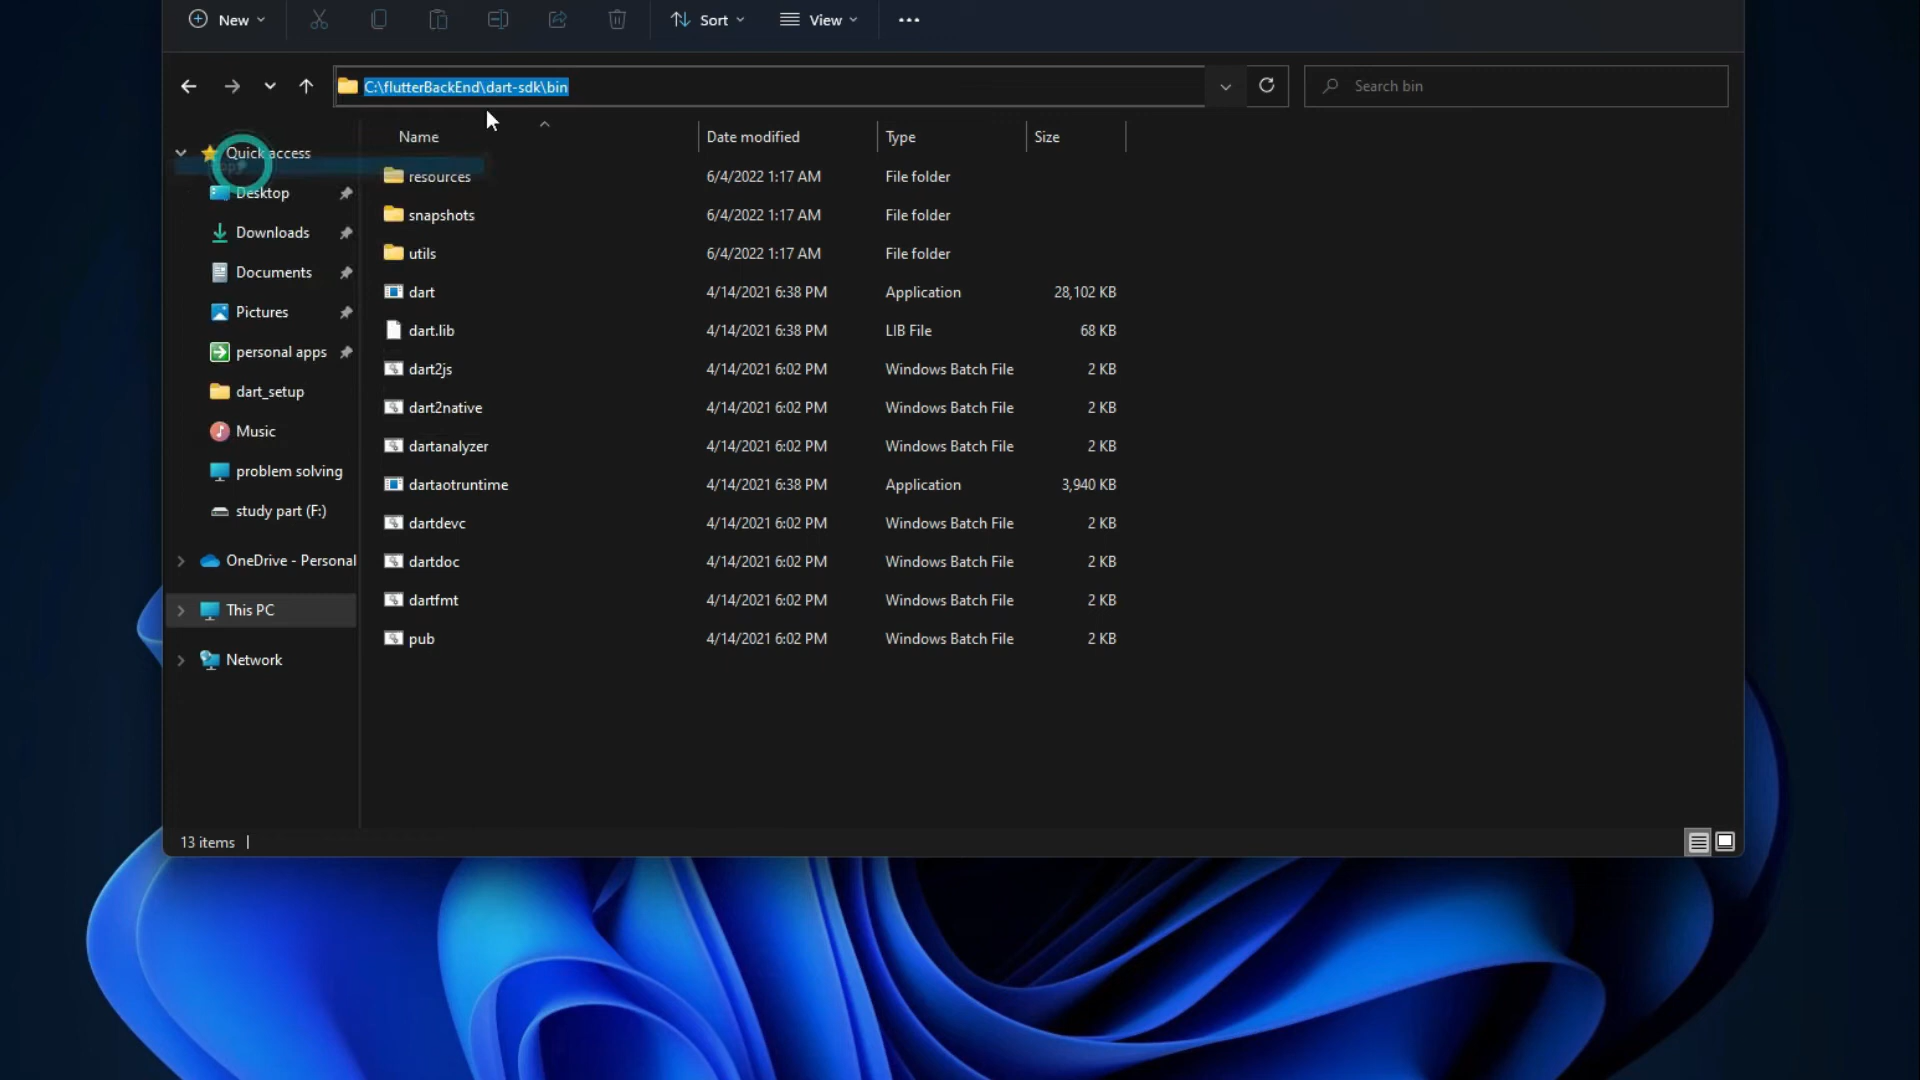 New Sort View
C:\flutterBackEnd\dart-sdk\bin Search bin
Name Date modified Type Size
Quick access
Desktop
Downloads
Documents
Pictures
personal apps
dart_setup
Music
problem solving
study part (F:)
OneDrive - Personal
This PC
Network
resources 6/4/2022 1:17 AM File folder
snapshots 6/4/2022 1:17 AM File folder
utils 6/4/2022 1:17 AM File folder
dart 4/14/2021 6:38 PM Application 28,102 KB
dart.lib 4/14/2021 6:38 PM LIB File 68 KB
dart2js 4/14/2021 6:02 PM Windows Batch File 2 KB
dart2native 4/14/2021 6:02 PM Windows Batch File 2 KB
dartanalyzer 4/14/2021 6:02 PM Windows Batch File 2 KB
dartaotruntime 4/14/2021 6:38 PM Application 3,940 KB
dartdevc 4/14/2021 6:02 PM Windows Batch File 2 KB
dartdoc 4/14/2021 6:02 PM Windows Batch File 2 KB
dartfmt 4/14/2021 6:02 PM Windows Batch File 2 KB
pub 4/14/2021 6:02 PM Windows Batch File 2 KB
13 items